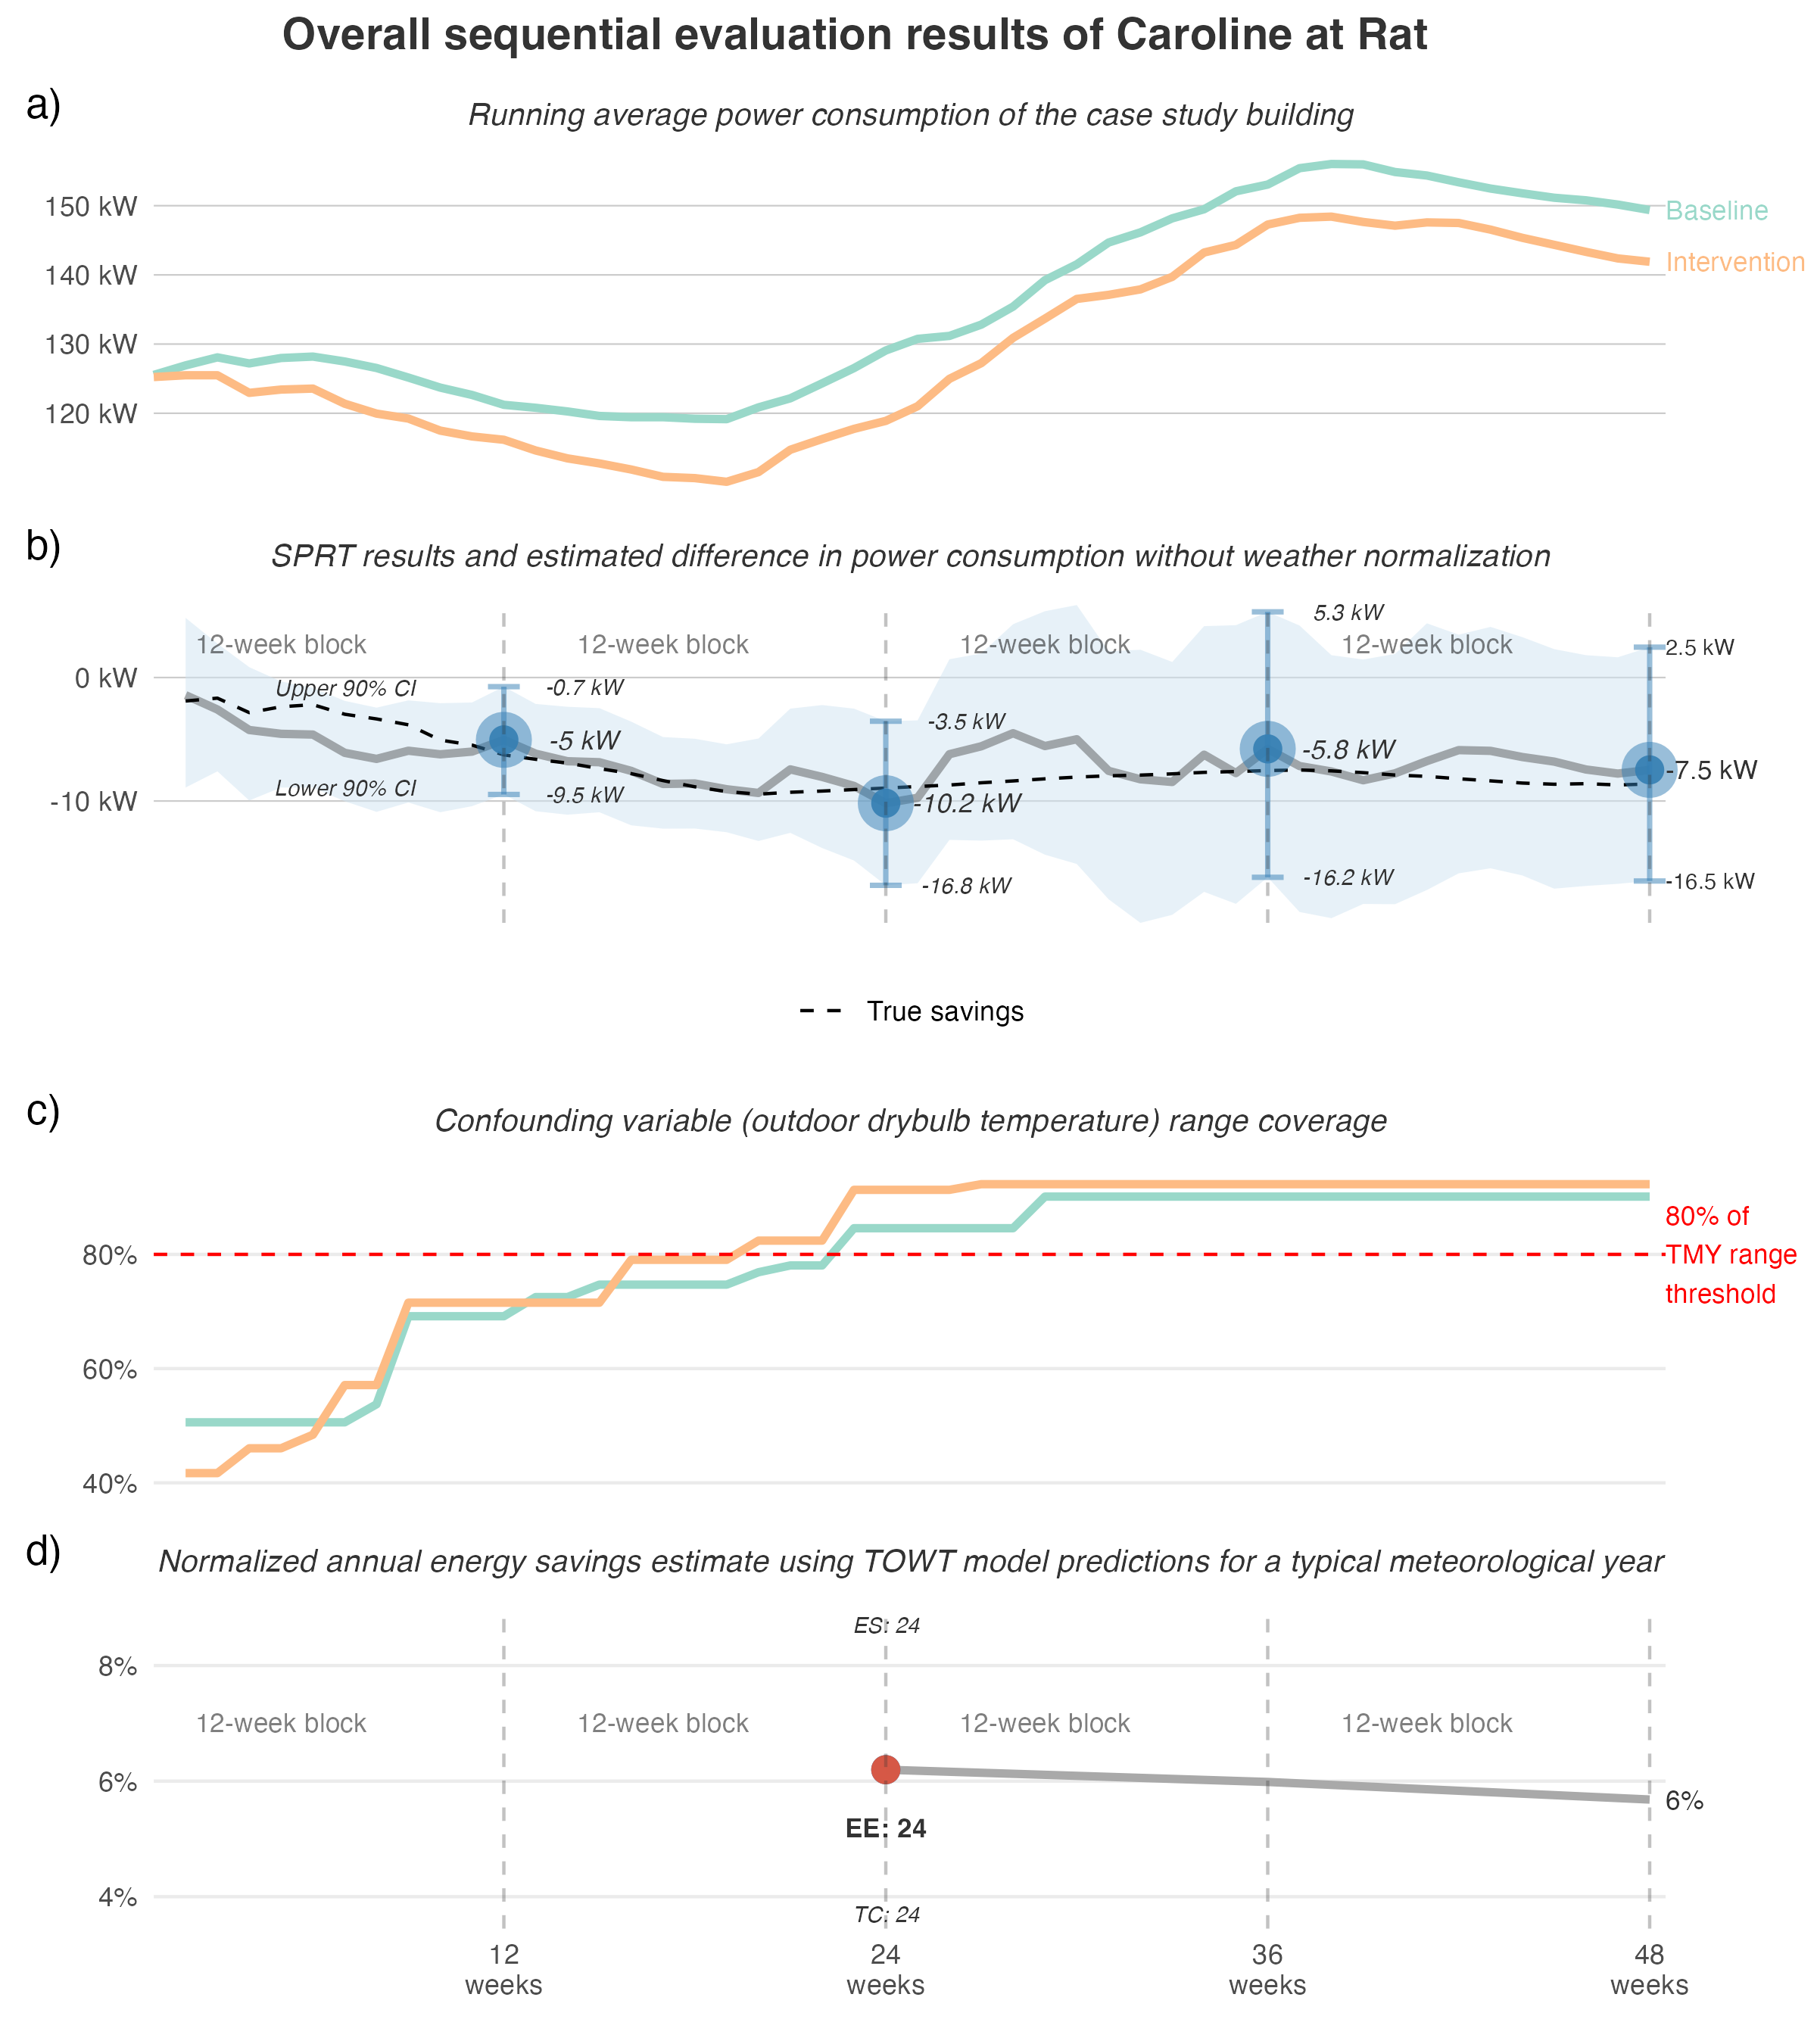 Overall sequential evaluation results of Caroline at Rat
a)
Running average power consumption of the case study building
150 kW
140 kW
130 kW
120 kW
Baseline
Intervention
b)
SPRT results and estimated difference in power consumption without weather normalization
12-week block
12-week block
12-week block
12-week block
0 kW
-10 kW
Upper 90% CI
Lower 90% CI
-0.7 kW
-5 kW
-9.5 kW
-3.5 kW
-10.2 kW
-16.8 kW
5.3 kW
-5.8 kW
-16.2 kW
2.5 kW
-7.5 kW
-16.5 kW
True savings
c)
Confounding variable (outdoor drybulb temperature) range coverage
80%
60%
40%
80% of
TMY range
threshold
d)
Normalized annual energy savings estimate using TOWT model predictions for a typical meteorological year
ES: 24
8%
6%
4%
12-week block
12-week block
12-week block
12-week block
EE: 24
6%
TC: 24
12
weeks
24
weeks
36
weeks
48
weeks